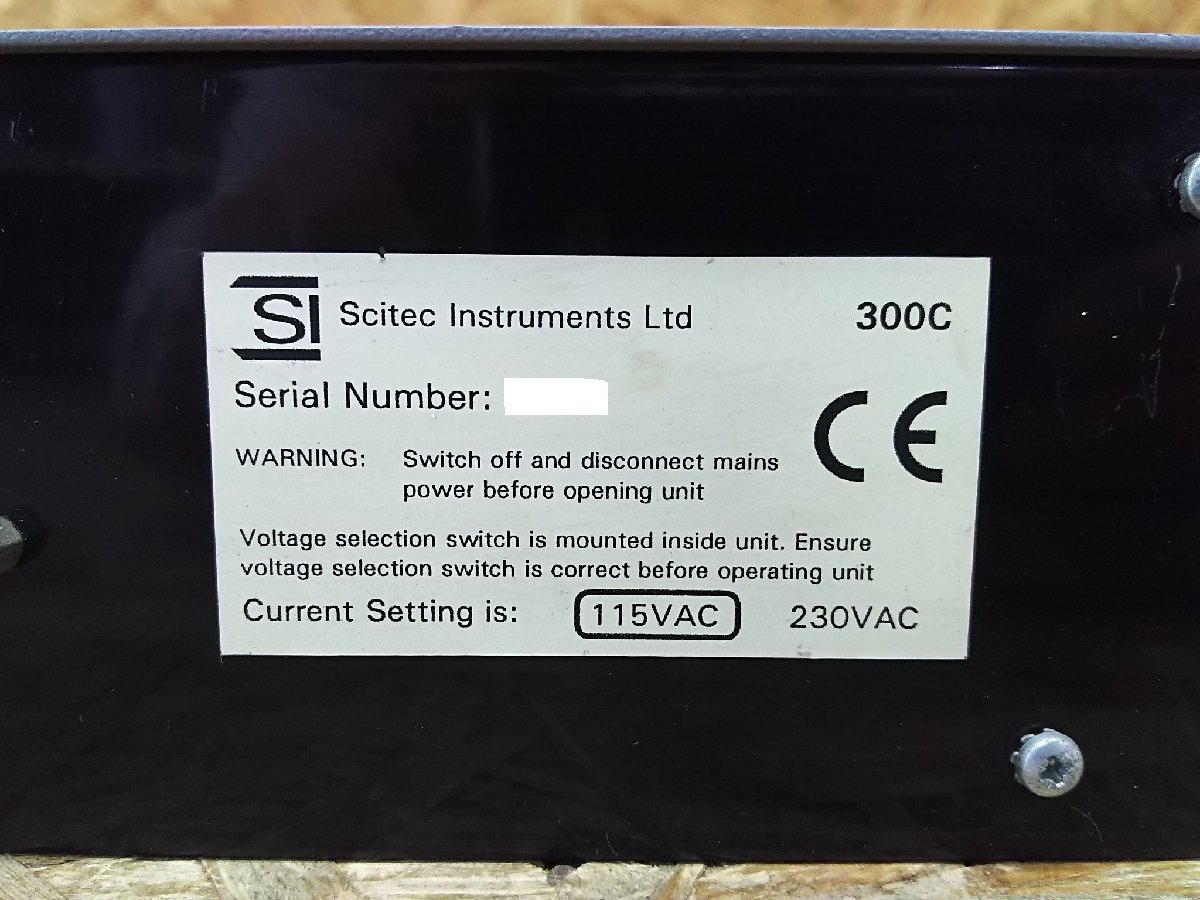 SI Scitec Instruments Ltd 300C
Serial Number:
CE
WARNING: Switch off and disconnect mains
power before opening unit
Voltage selection switch is mounted inside unit. Ensure
voltage selection switch is correct before operating unit
Current Setting is: 115VAC 230VAC